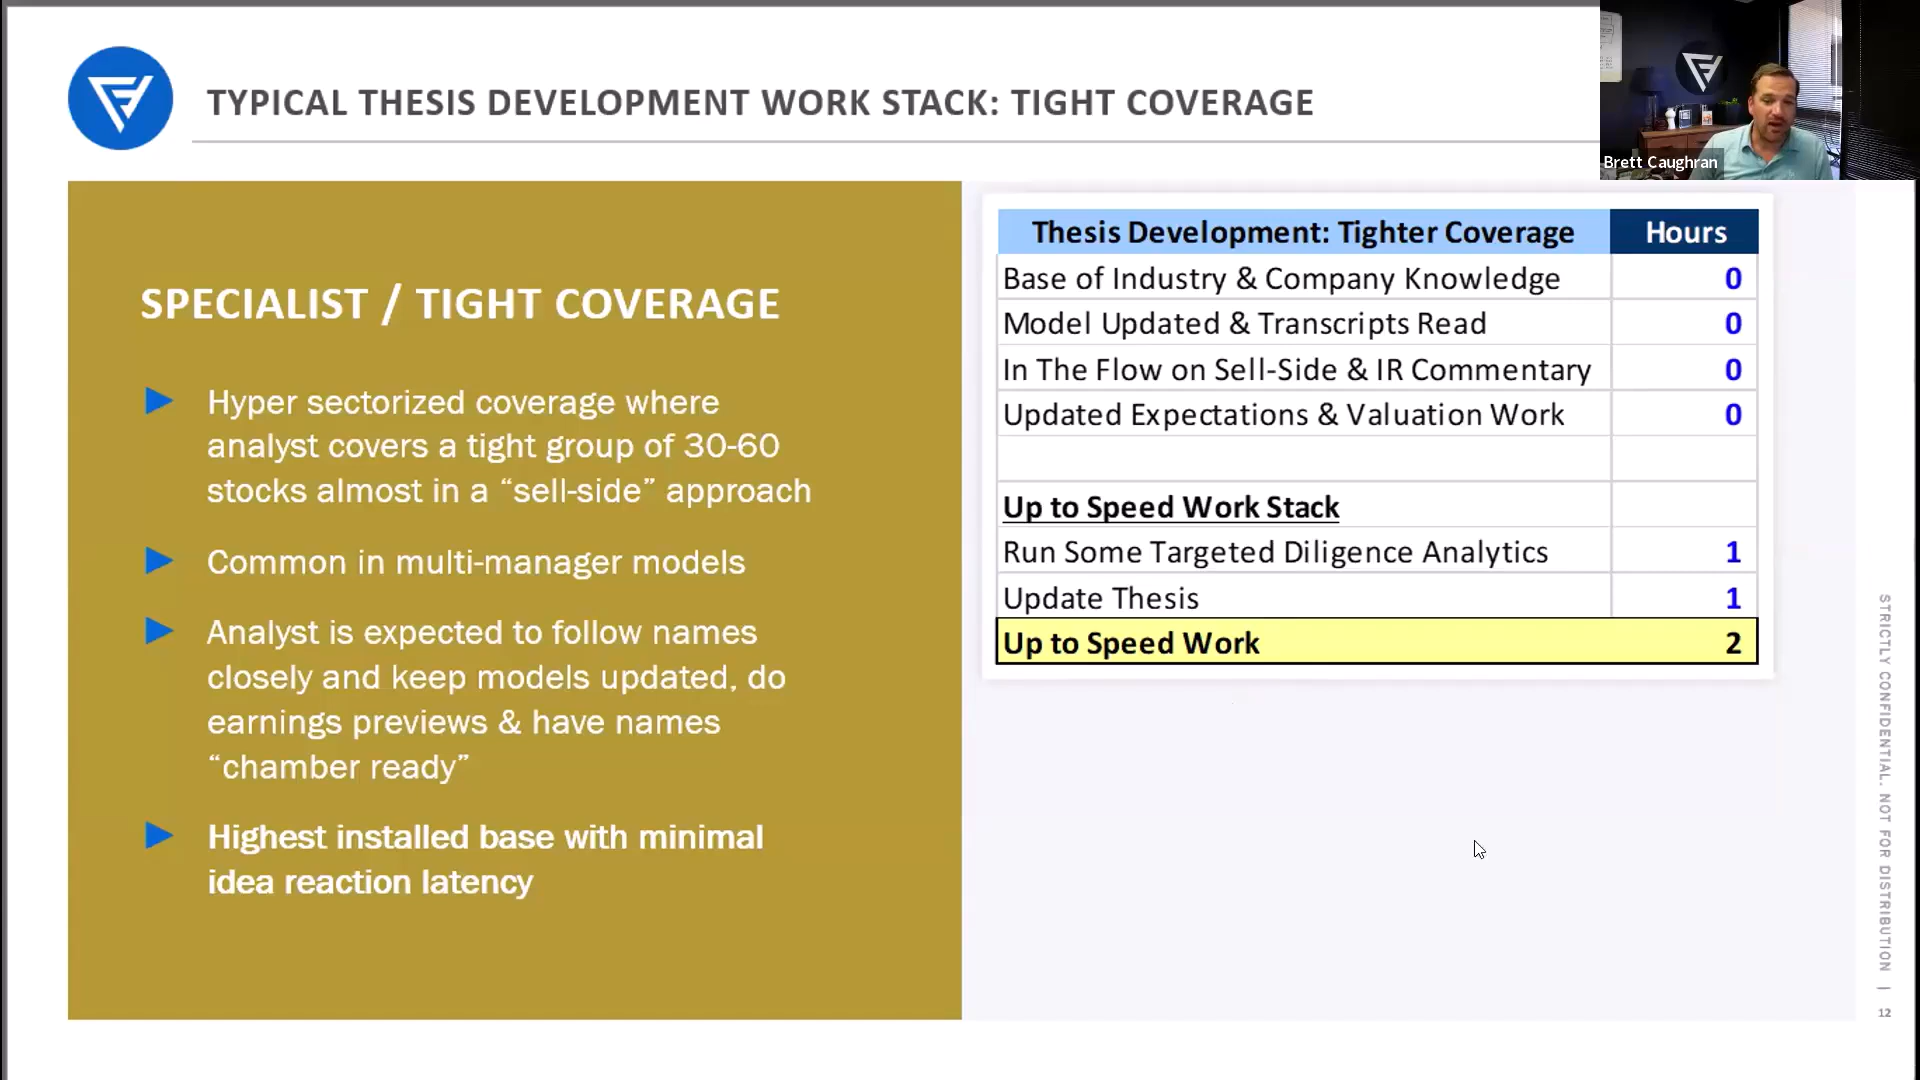 TYPICAL THESIS DEVELOPMENT WORK STACK: TIGHT COVERAGE
Brett Caughran
SPECIALIST / TIGHT COVERAGE
Hyper sectorized coverage where
analyst covers a tight group of 30-60
stocks almost in a “sell-side” approach
Common in multi-manager models
Analyst is expected to follow names
closely and keep models updated, do
earnings previews & have names
“chamber ready”
Highest installed base with minimal
idea reaction latency
Thesis Development: Tighter Coverage Hours
Base of Industry & Company Knowledge 0
Model Updated & Transcripts Read 0
In The Flow on Sell-Side & IR Commentary 0
Updated Expectations & Valuation Work 0
Up to Speed Work Stack
Run Some Targeted Diligence Analytics 1
Update Thesis 1
Up to Speed Work 2
STRICTLY CONFIDENTIAL. NOT FOR DISTRIBUTION |
12